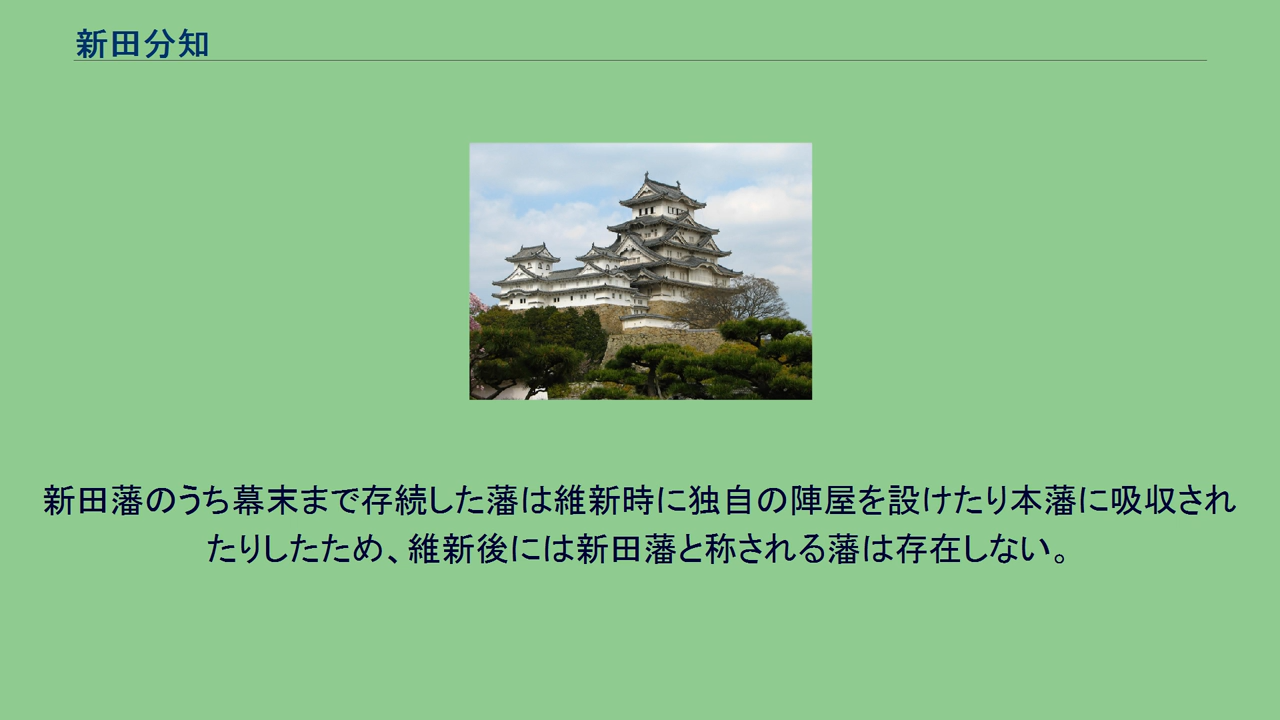 新田分知
新田藩のうち幕末まで存続した藩は維新時に独自の陣屋を設けたり本藩に吸収され
たりしたため、維新後には新田藩と称される藩は存在しない。